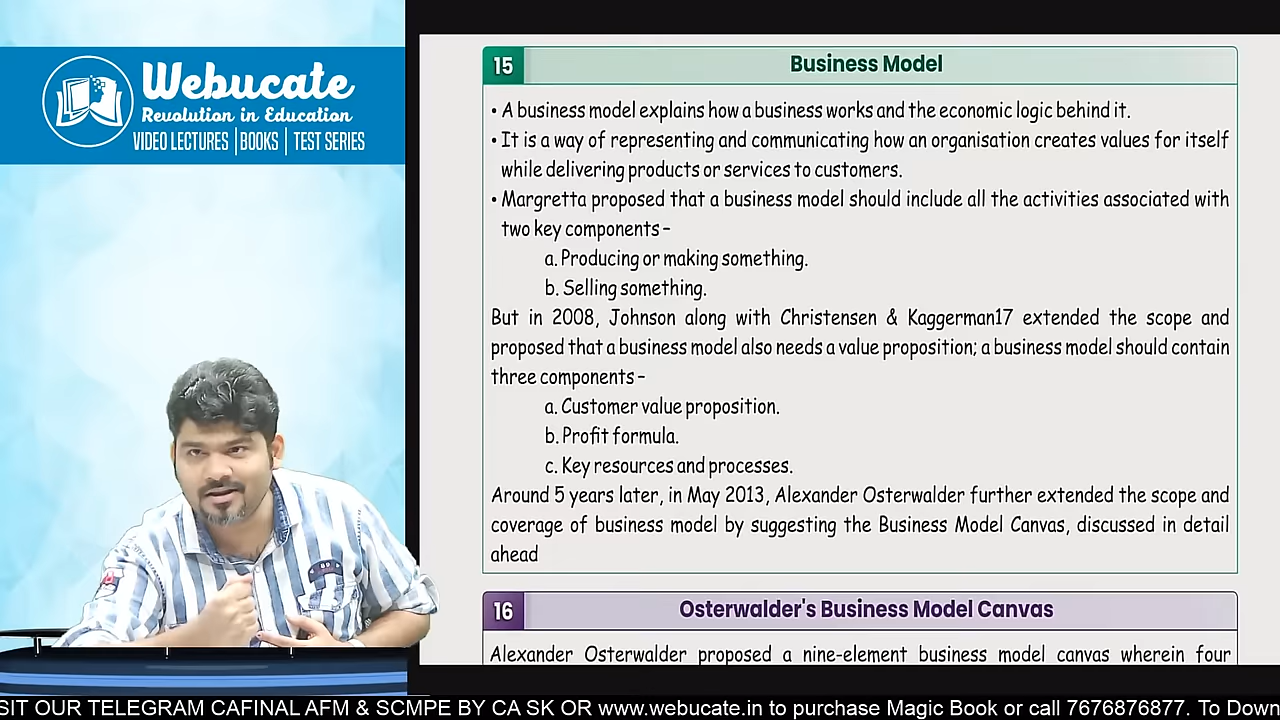 Webucate
Revolution in Education
VIDEO LECTURES | BOOKS | TEST SERIES
15
Business Model
• A business model explains how a business works and the economic logic behind it.
• It is a way of representing and communicating how an organisation creates values for itself
while delivering products or services to customers.
• Margretta proposed that a business model should include all the activities associated with
two key components –
a. Producing or making something.
b. Selling something.
But in 2008, Johnson along with Christensen & Kaggerman17 extended the scope and
proposed that a business model also needs a value proposition; a business model should contain
three components –
a. Customer value proposition.
b. Profit formula.
c. Key resources and processes.
Around 5 years later, in May 2013, Alexander Osterwalder further extended the scope and
coverage of business model by suggesting the Business Model Canvas, discussed in detail
ahead
16
Osterwalder's Business Model Canvas
Alexander Osterwalder proposed a nine-element business model canvas wherein four
SIT OUR TELEGRAM CAFINAL AFM & SCMPE BY CA SK OR www.webucate.in to purchase Magic Book or call 7676876877. To Down